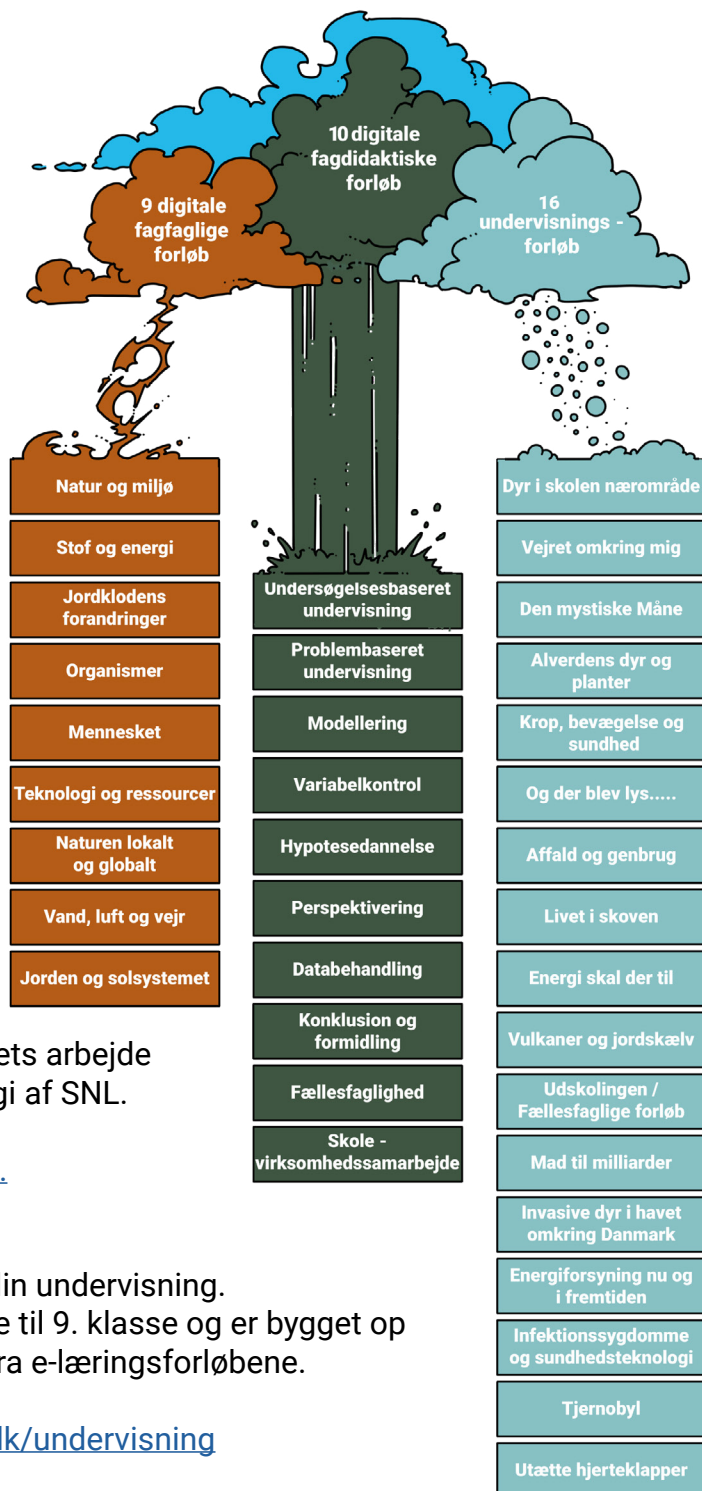 10 digitale
fagdidaktiske
forløb
9 digitale
fagfaglige
forløb
16
undervisnings -
forløb
Natur og miljø
Stof og energi
Jordklodens
forandringer
Organismer
Mennesket
Teknologi og ressourcer
Naturen lokalt
og globalt
Vand, luft og vejr
Jorden og solsystemet
Undersøgelsesbaseret
undervisning
Problembaseret
undervisning
Modellering
Variabelkontrol
Hypotesedannelse
Perspektivering
Databehandling
Konklusion og
formidling
Fællesfaglighed
Skole -
virksomhedssamarbejde
Dyr i skolen nærområde
Vejret omkring mig
Den mystiske Måne
Alverdens dyr og
planter
Krop, bevægelse og
sundhed
Og der blev lys.....
Affald og genbrug
Livet i skoven
Energi skal der til
Vulkaner og jordskælv
Udskolingen /
Fællesfaglige forløb
Mad til milliarder
Invasive dyr i havet
omkring Danmark
Energiforsyning nu og
i fremtiden
Infektionssygdomme
og sundhedsteknologi
Tjernobyl
Utætte hjerteklapper
ets arbejde
gi af SNL.
.
din undervisning.
e til 9. klasse og er bygget op
ra e-læringsforløbene.
dk/undervisning